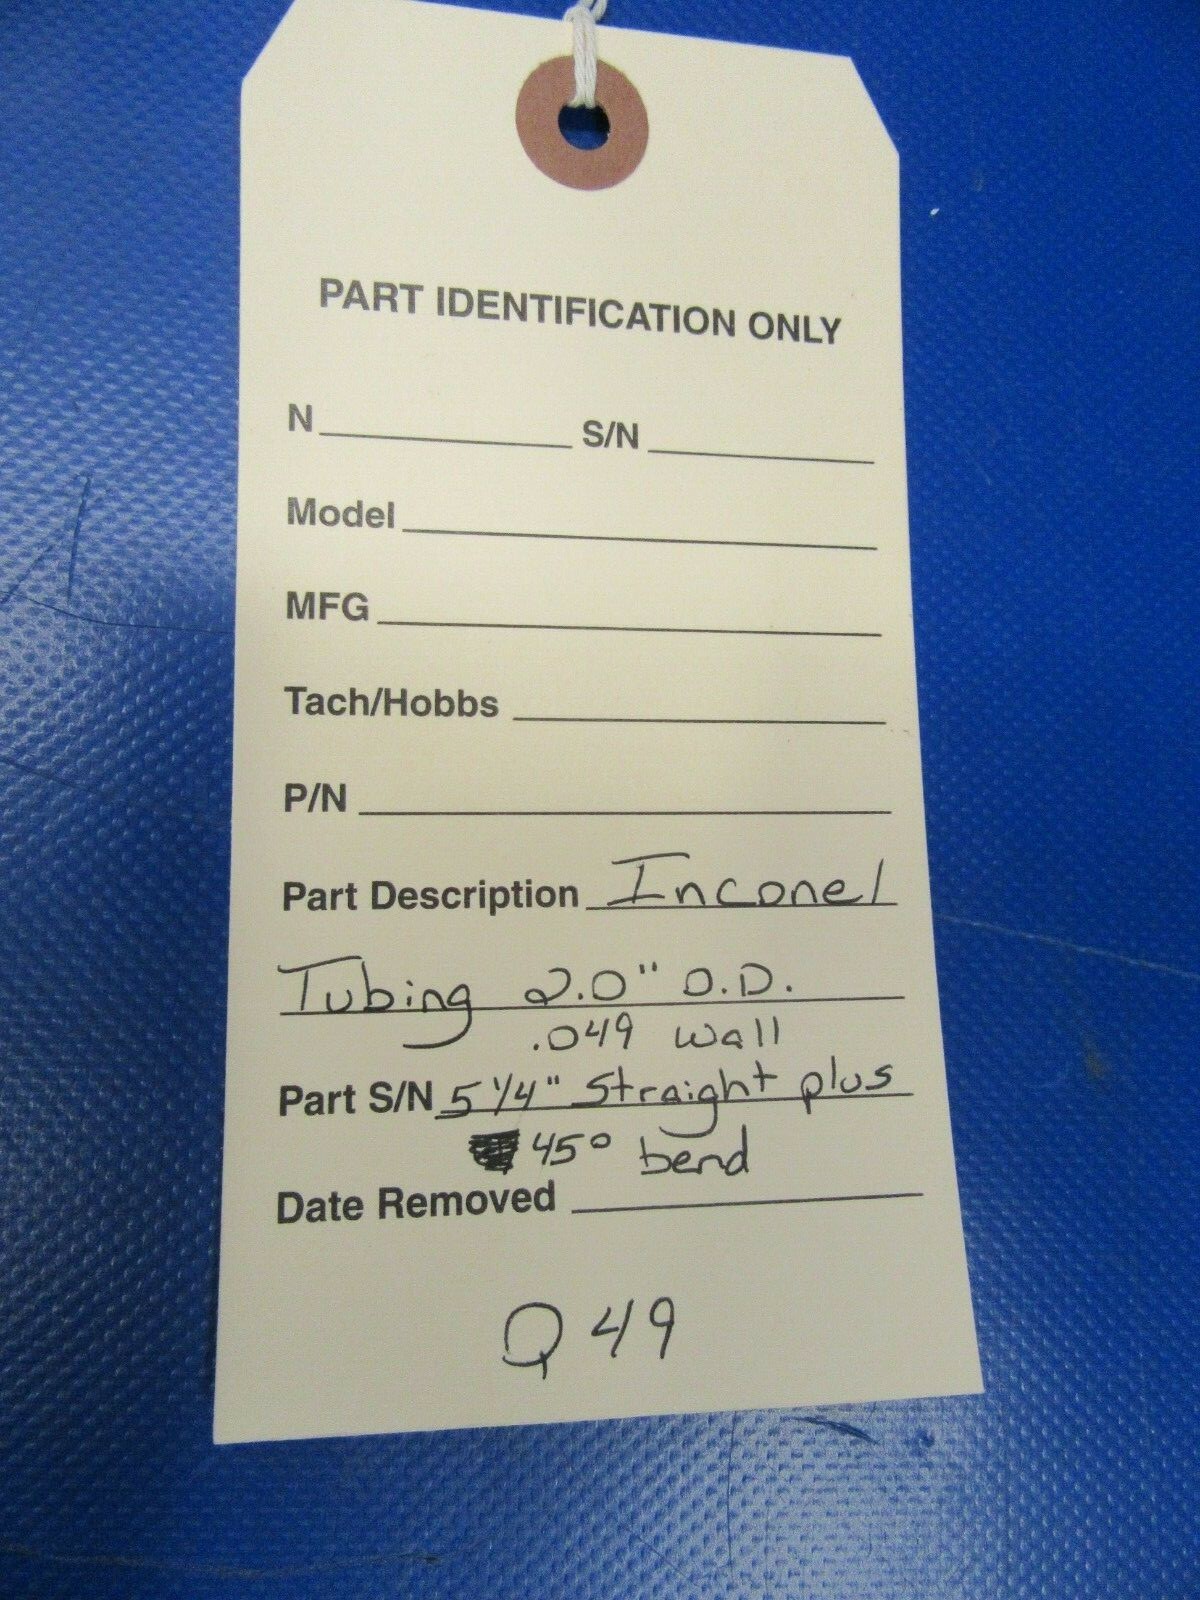 PART IDENTIFICATION ONLY
N S/N
Model
MFG
Tach/Hobbs
P/N
Part Description Inconel
Tubing 2.0" O.D.
.049 wall
Part S/N 5 1/4" Straight plus
45° bend
Date Removed
Q49